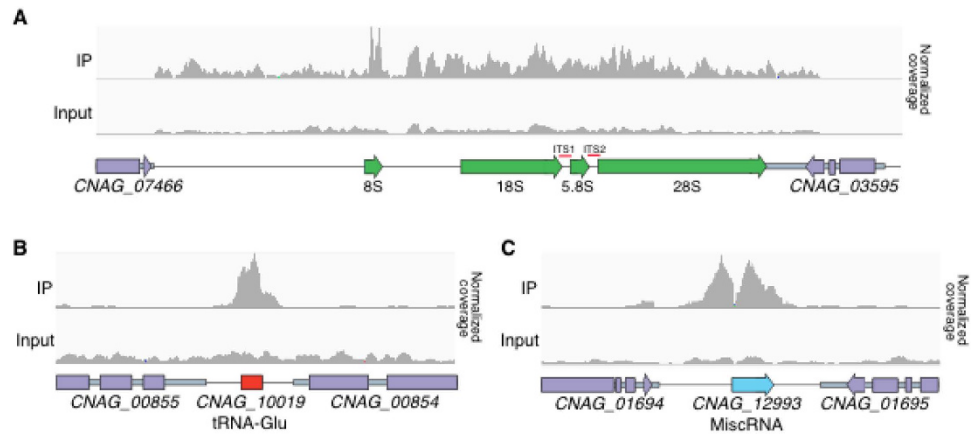 A
IP
Normalized coverage
Input
ITS1 ITS2
CNAG_07466 8S 18S 5.8S 28S CNAG_03595
B
IP
Normalized coverage
Input
CNAG_00855 CNAG_10019 CNAG_00854
tRNA-Glu
C
IP
Normalized coverage
Input
CNAG_01694 CNAG_12993 CNAG_01695
MiscRNA